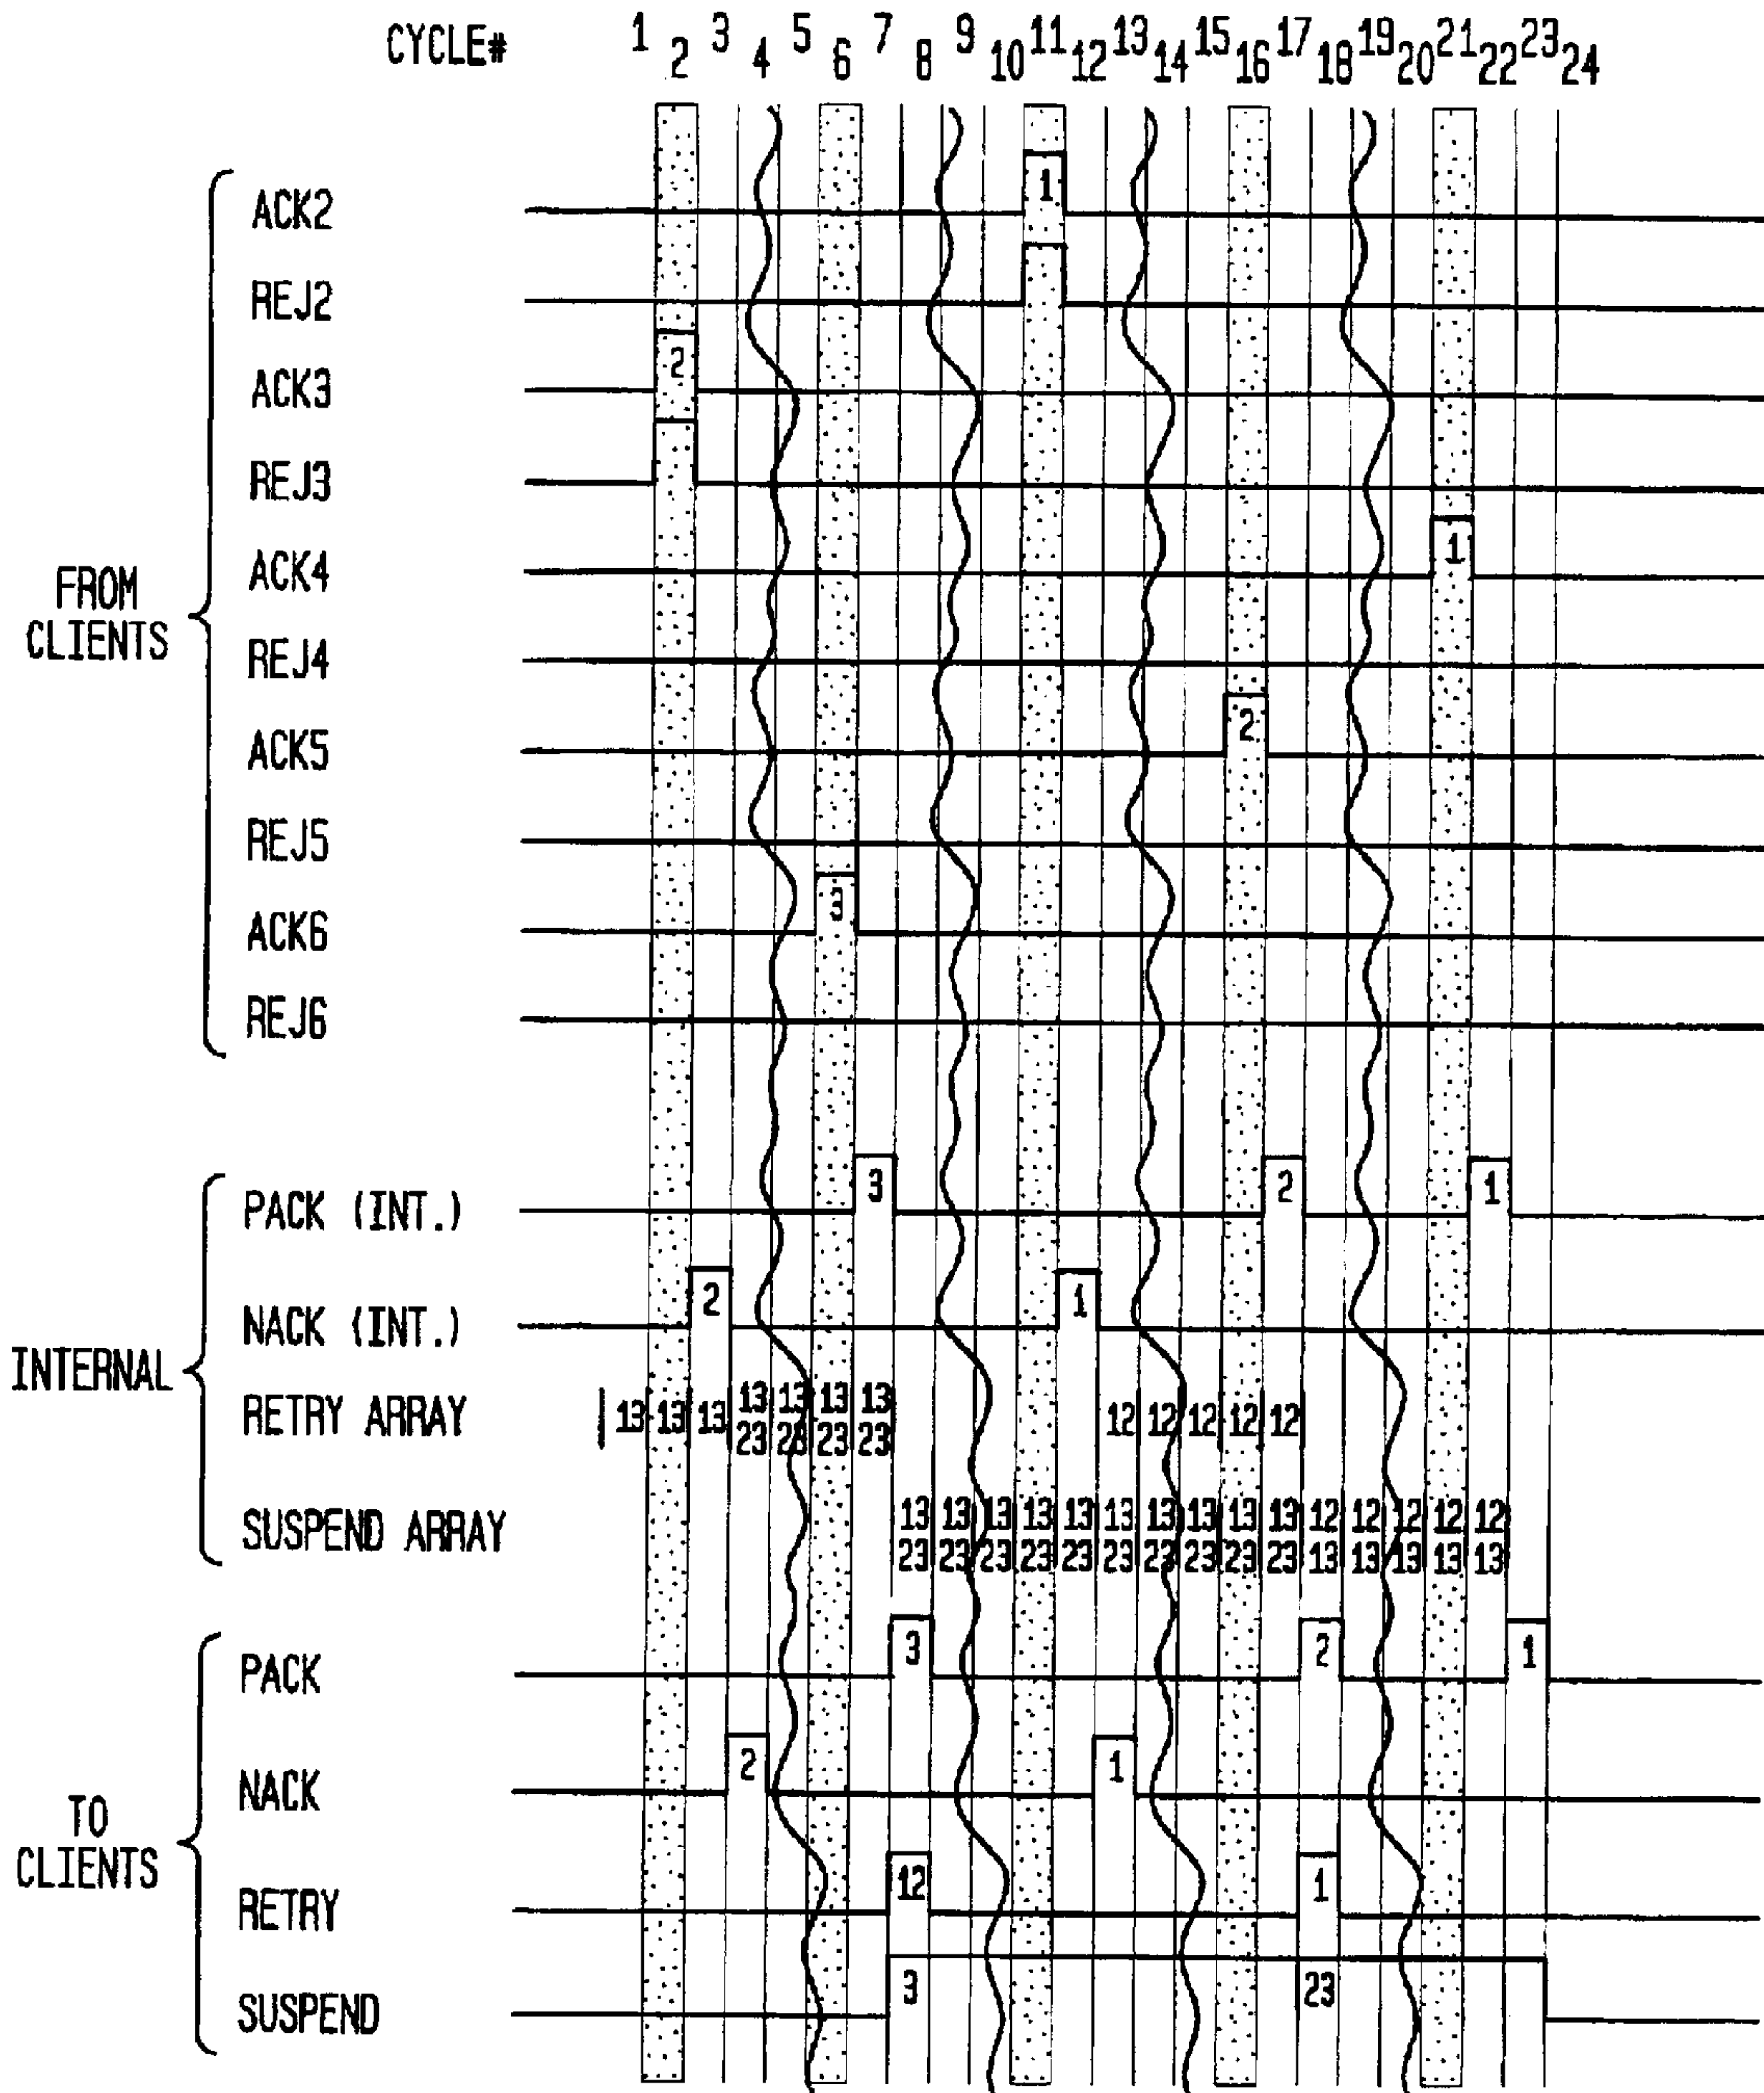 CYCLE# 1 2 3 4 5 6 7 8 9 10 11 12 13 14 15 16 17 18 19 20 21 22 23 24
FROM CLIENTS
ACK2 1
REJ2
ACK3 2
REJ3
ACK4 1
REJ4
ACK5 2
REJ5
ACK6 3
REJ6
INTERNAL
PACK (INT.) 3 2 1
NACK (INT.) 2 1
RETRY ARRAY 13 13 13 13 13 13 13 12 12 12 12 12
23 23 23 23
SUSPEND ARRAY 13 13 13 13 13 13 13 13 13 13 12 12 12 12 12
23 23 23 23 23 23 23 23 23 23 13 13 13 13 13
TO CLIENTS
PACK 3 2 1
NACK 2 1
RETRY 12 1
SUSPEND 3 23